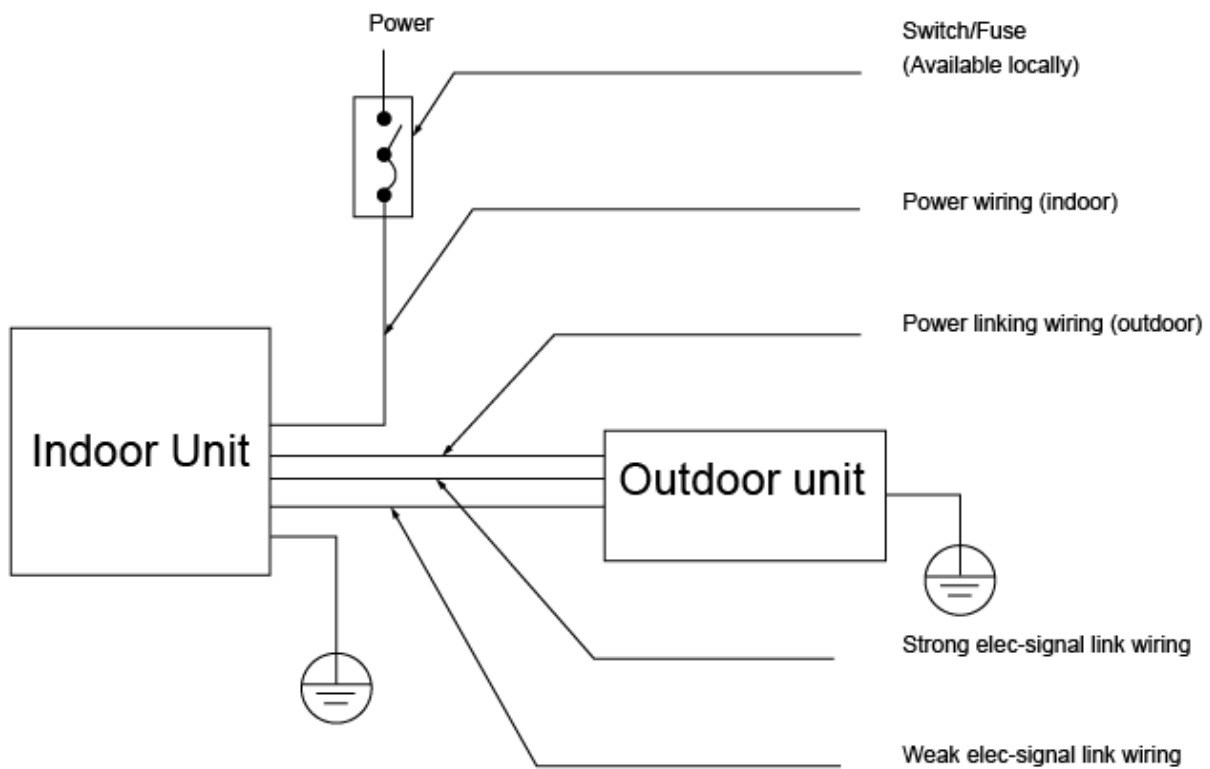 Power
Switch/Fuse
(Available locally)
Power wiring (indoor)
Power linking wiring (outdoor)
Indoor Unit
Outdoor unit
Strong elec-signal link wiring
Weak elec-signal link wiring